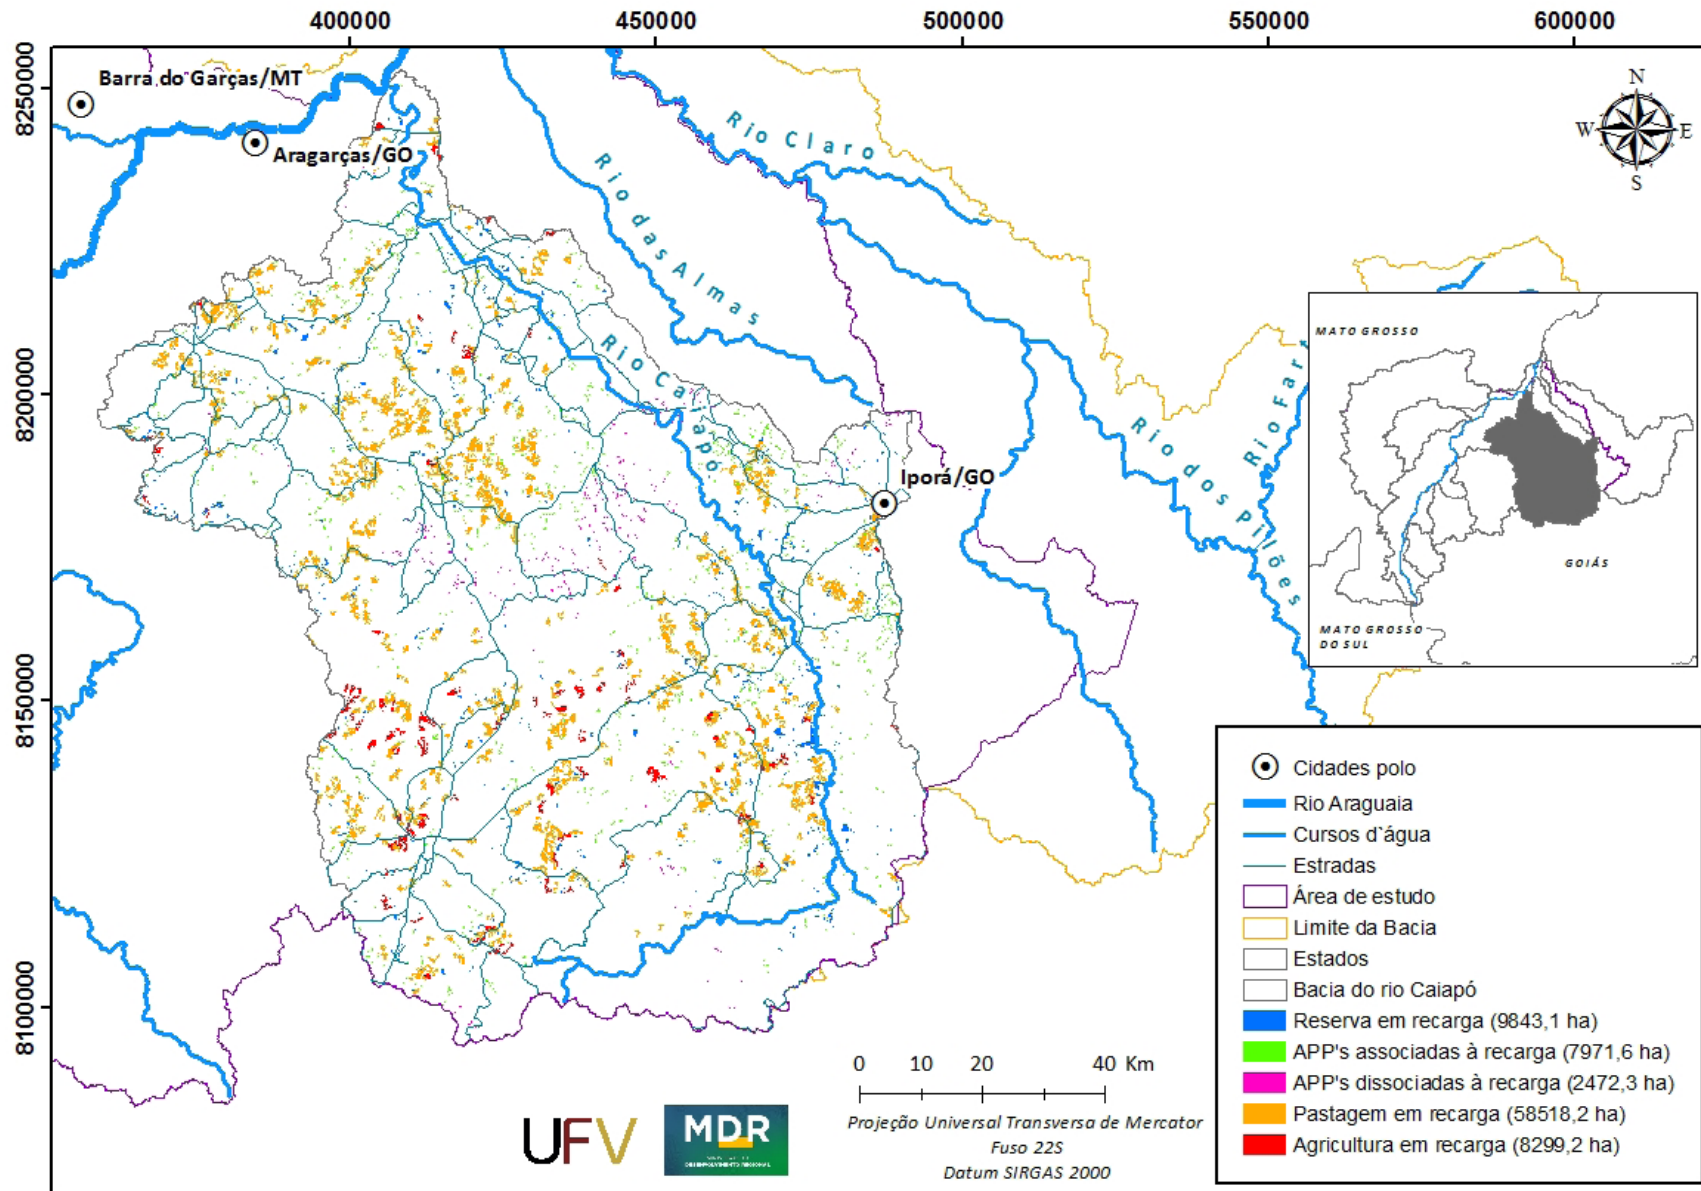 400000
450000
500000
550000
600000
8250000
8200000
8150000
8100000
Barra do Garças/MT
Aragarças/GO
Rio Claro
Rio das Almas
Rio Caiapó
Iporá/GO
Rio dos Pilões
Rio Far
N
W
E
S
MATO GROSSO
GOIÁS
MATO GROSSO
DO SUL
Cidades polo
Rio Araguaia
Cursos d`água
Estradas
Área de estudo
Limite da Bacia
Estados
Bacia do rio Caiapó
Reserva em recarga (9843,1 ha)
APP's associadas à recarga (7971,6 ha)
APP's dissociadas à recarga (2472,3 ha)
Pastagem em recarga (58518,2 ha)
Agricultura em recarga (8299,2 ha)
0 10 20 40 Km
Projeção Universal Transversa de Mercator
Fuso 22S
Datum SIRGAS 2000
UFV
MDR
DESENVOLVIMENTO REGIONAL